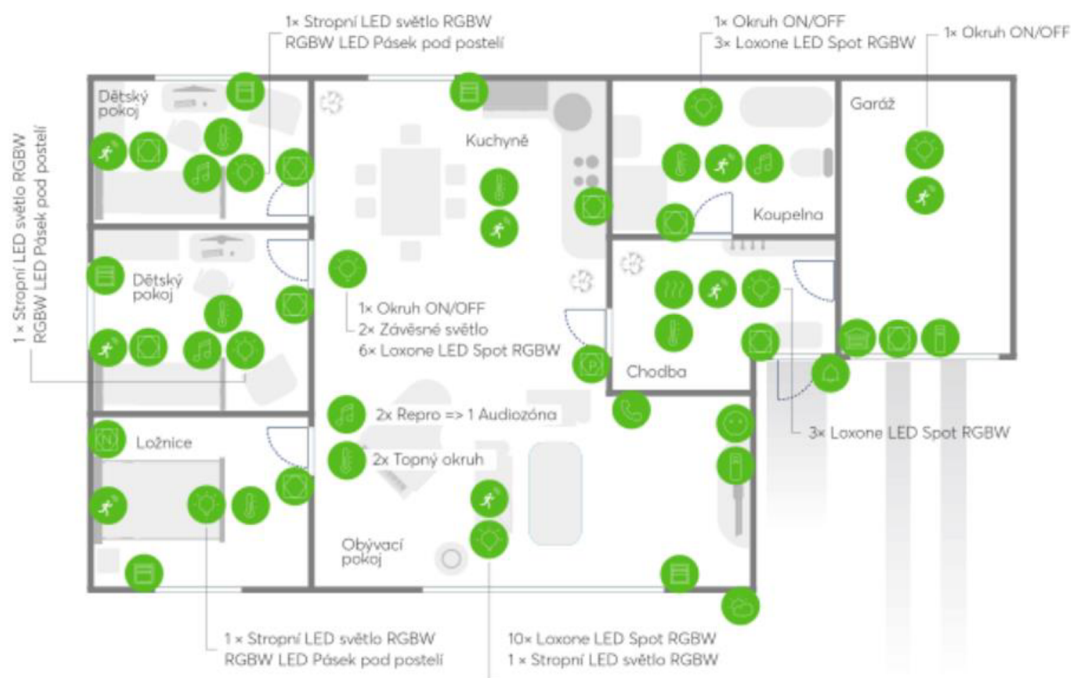 1× Stropní LED světlo RGBW
RGBW LED Pásek pod postelí
1× Okruh ON/OFF
3× Loxone LED Spot RGBW
1× Okruh ON/OFF
Dětský
pokoj
Kuchyně
Garáž
Koupelna
1 × Stropní LED světlo RGBW
RGBW LED Pásek pod postelí
Dětský
pokoj
1× Okruh ON/OFF
2× Závěsné světlo
6× Loxone LED Spot RGBW
P
Chodba
2x Repro => 1 Audiozóna
3× Loxone LED Spot RGBW
N
Ložnice
2x Topný okruh
Obývací
pokoj
1 × Stropní LED světlo RGBW
RGBW LED Pásek pod postelí
10× Loxone LED Spot RGBW
1 × Stropní LED světlo RGBW